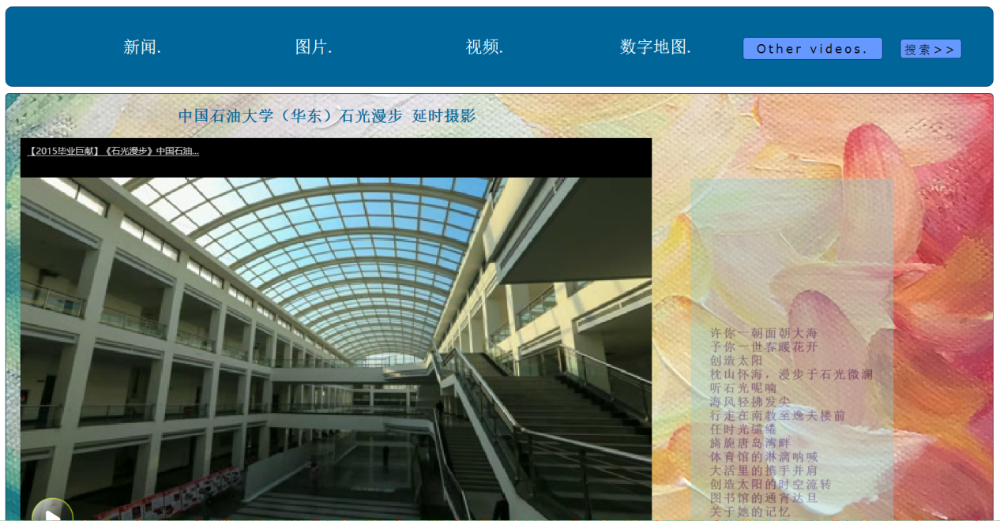 新闻.
图片.
视频.
数字地图.
Other videos.
搜索>>
中国石油大学（华东）石光漫步 延时摄影
【2015毕业巨献】《石光漫步》中国石油...
许你一朝面朝大海
予你一世春暖花开
创造太阳
枕山怀海，漫步于石光微澜
听石光呢喃
海风轻拂发尖
行走在南教至逸夫楼前
任时光缱绻
旖旎唐岛湾畔
体育馆的淋漓呐喊
大活里的携手并肩
创造太阳的时空流转
图书馆的通宵达旦
关于她的记忆